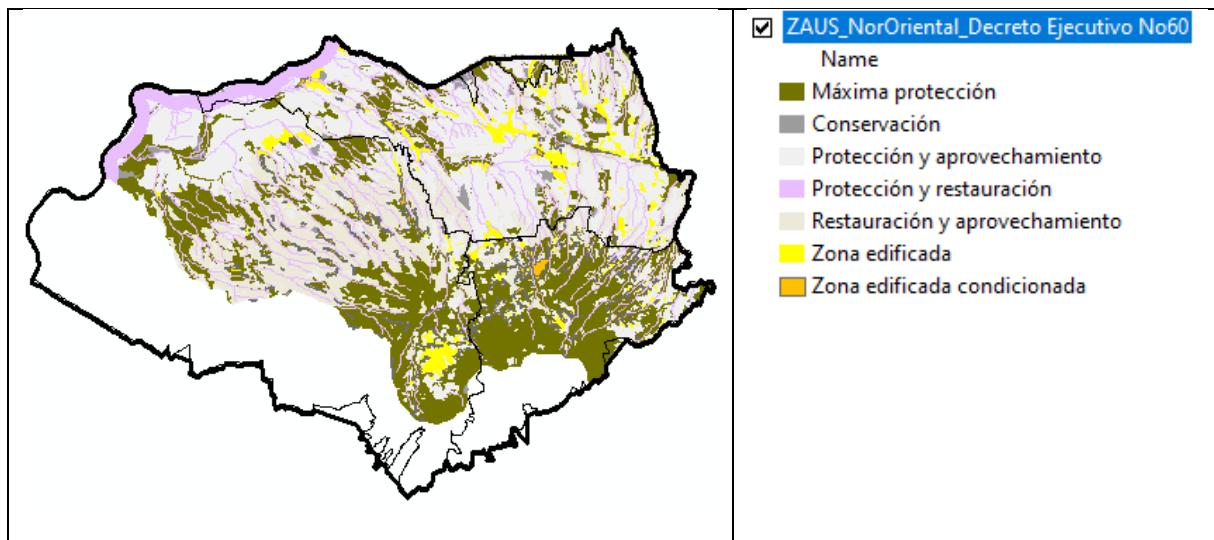 ZAUS_NorOriental_Decreto Ejecutivo No60
Name
Máxima protección
Conservación
Protección y aprovechamiento
Protección y restauración
Restauración y aprovechamiento
Zona edificada
Zona edificada condicionada